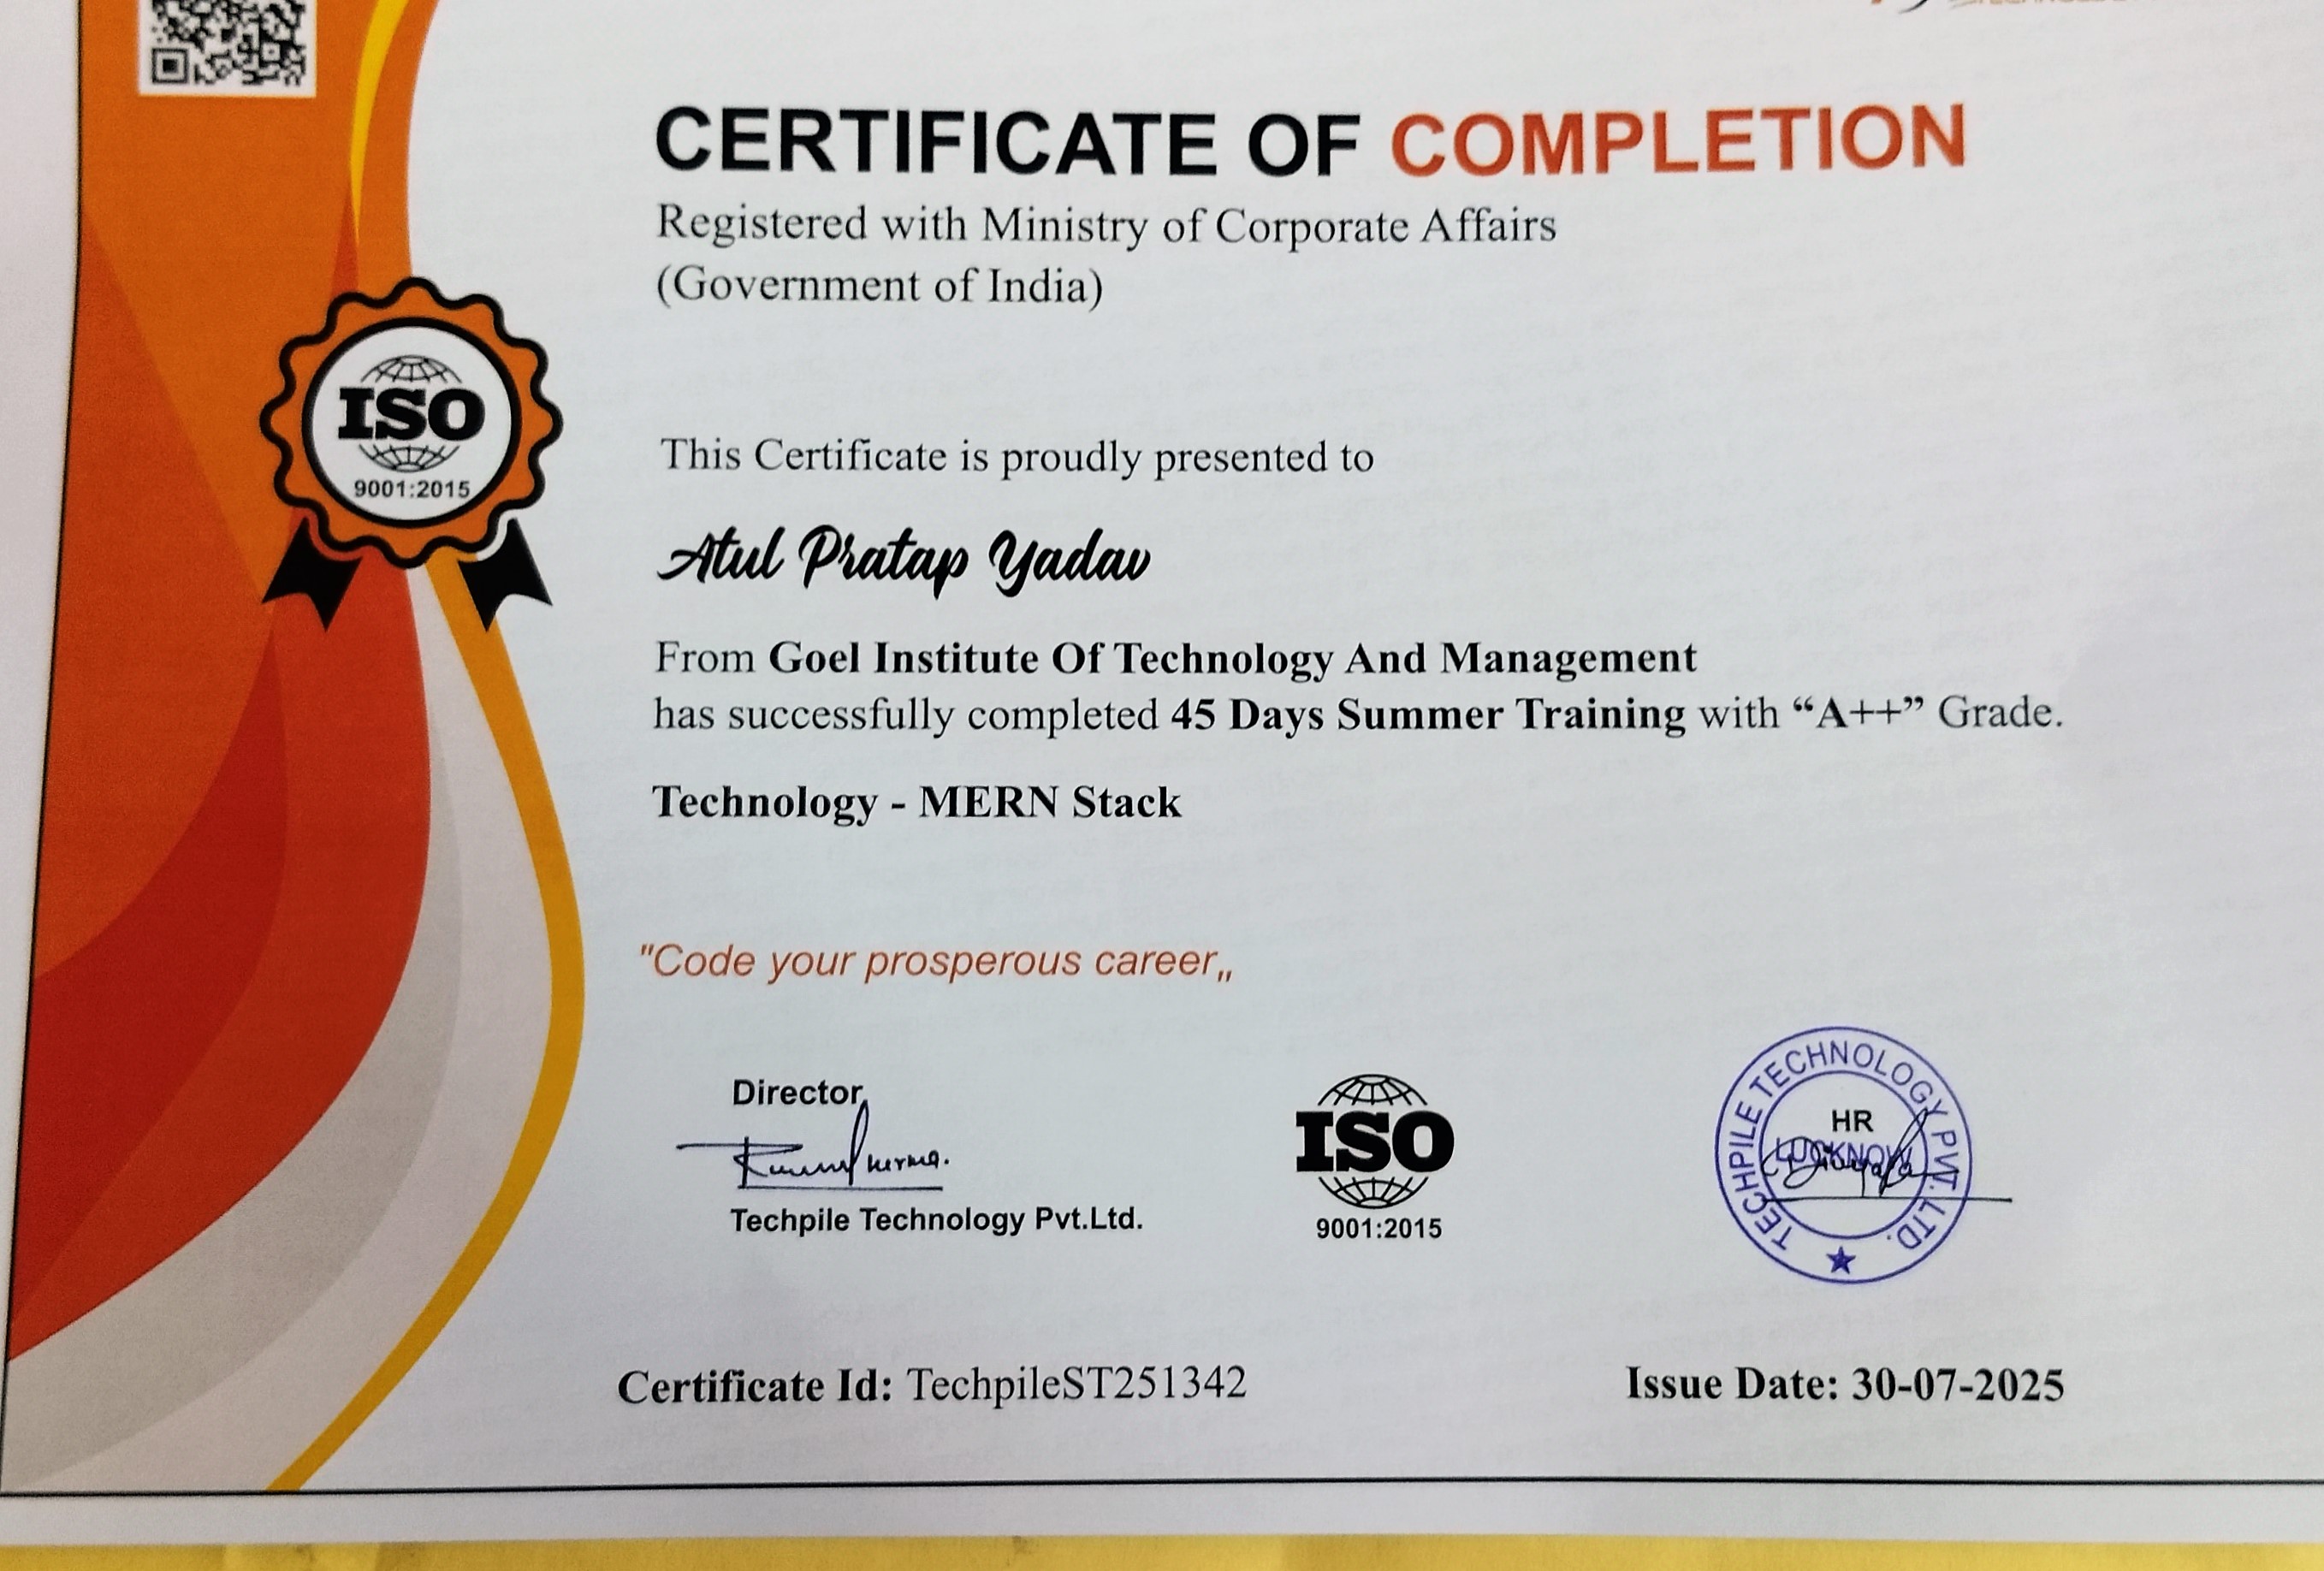 CERTIFICATE OF COMPLETION
Registered with Ministry of Corporate Affairs
(Government of India)
ISO
9001:2015
This Certificate is proudly presented to
Atul Pratap Yadav
From Goel Institute Of Technology And Management
has successfully completed 45 Days Summer Training with “A++” Grade.
Technology - MERN Stack
"Code your prosperous career„
Director
Techpile Technology Pvt.Ltd.
ISO
9001:2015
TECHPILE TECHNOLOGY PVT. LTD.
HR
LUCKNOW
Certificate Id: TechpileST251342
Issue Date: 30-07-2025